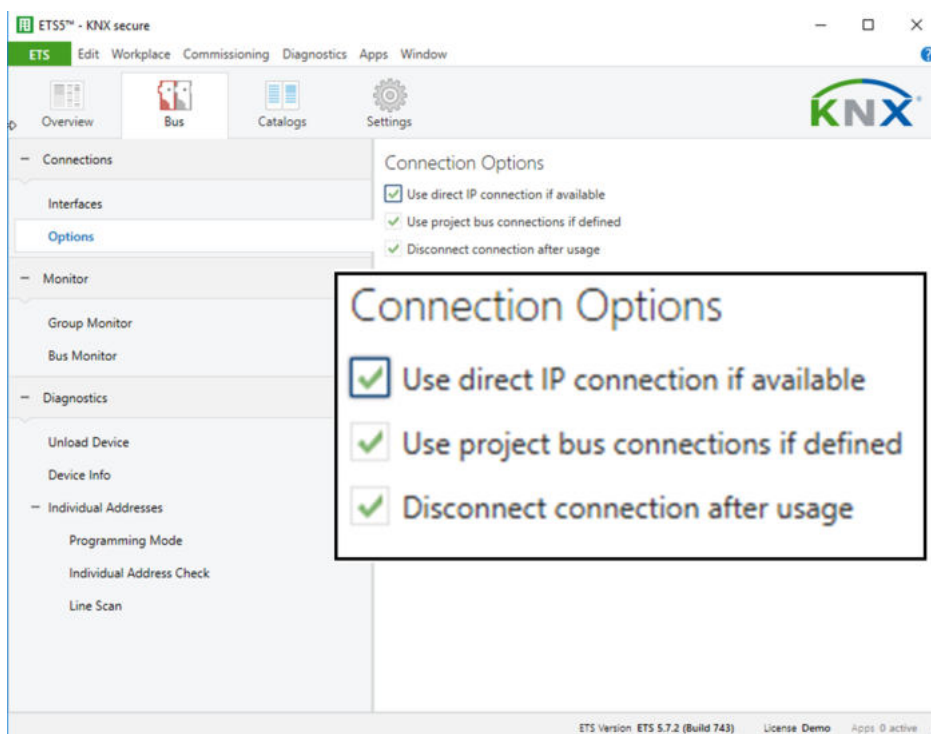 ETS5™ - KNX secure
ETS Edit Workplace Commissioning Diagnostics Apps Window
?
Overview Bus Catalogs Settings
KNX
Connections
Interfaces
Options
Monitor
Group Monitor
Bus Monitor
Diagnostics
Unload Device
Device Info
Individual Addresses
Programming Mode
Individual Address Check
Line Scan
Connection Options
Use direct IP connection if available
Use project bus connections if defined
Disconnect connection after usage
Connection Options
Use direct IP connection if available
Use project bus connections if defined
Disconnect connection after usage
ETS Version ETS 5.7.2 (Build 743) License Demo Apps 0 active